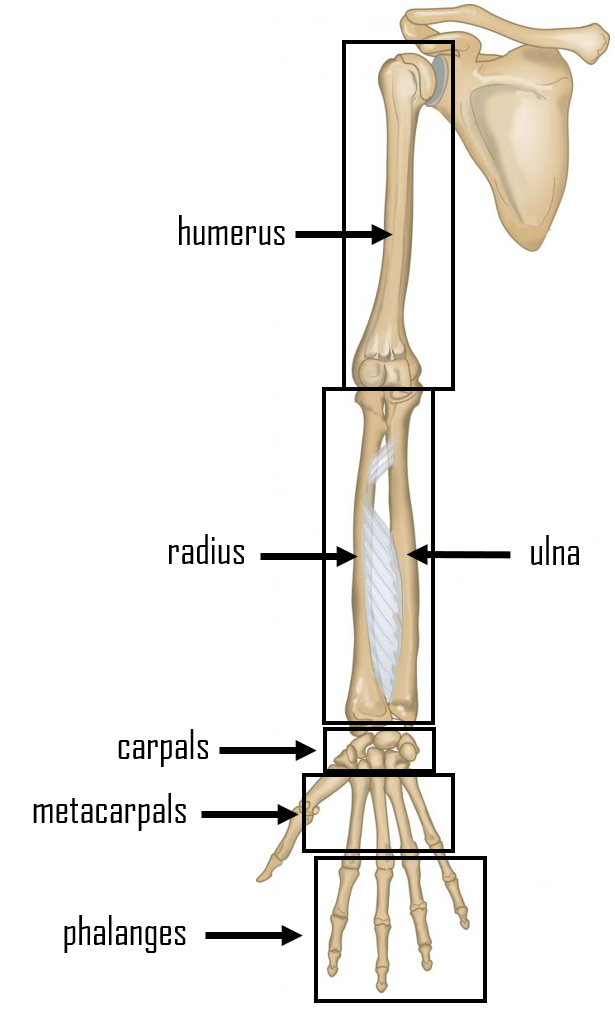 humerus
radius
ulna
carpals
metacarpals
phalanges